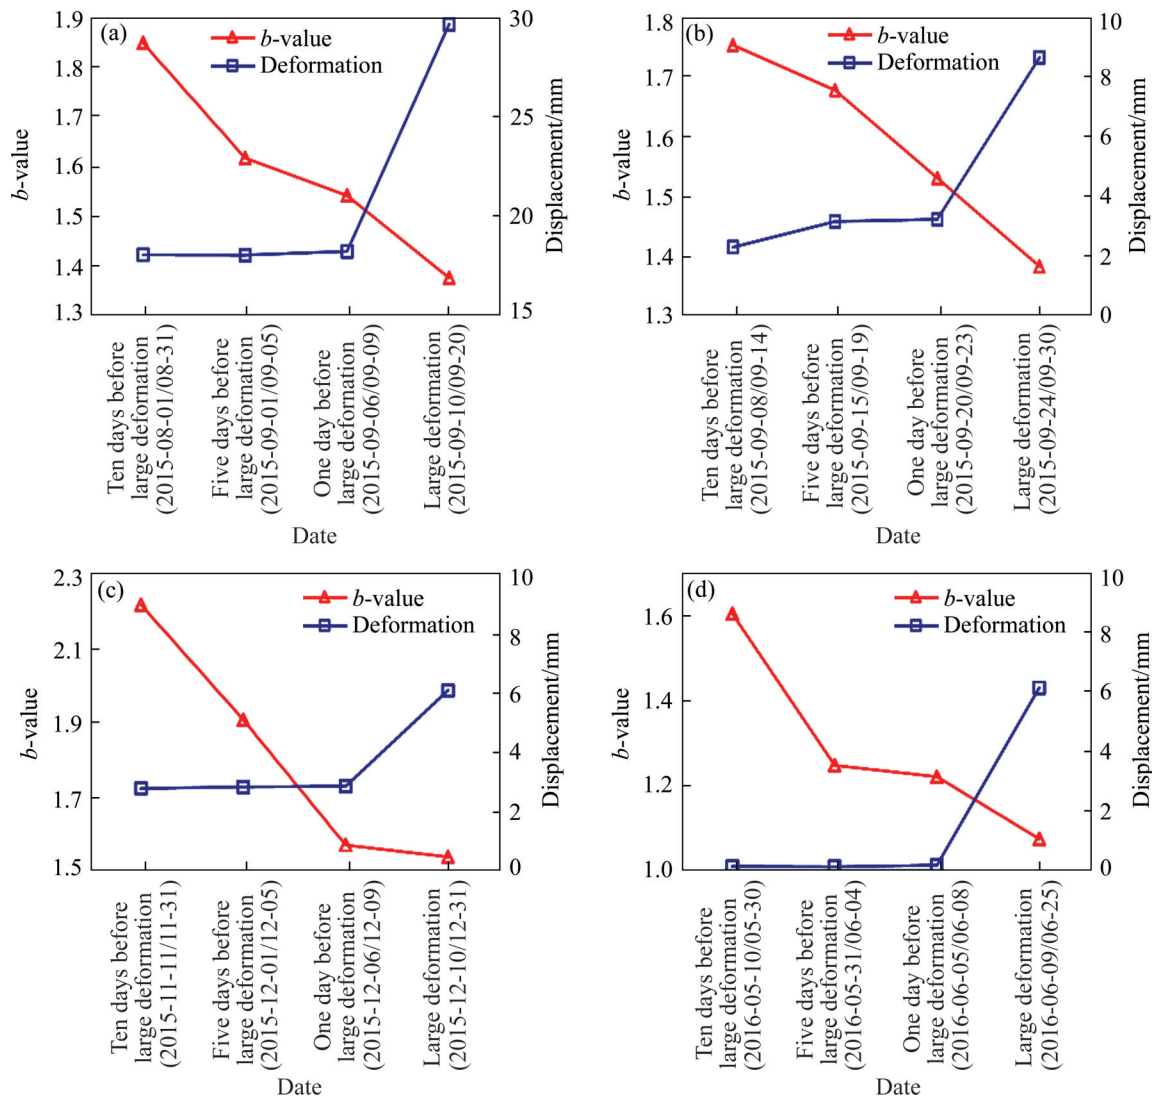 (a)
b-value
Deformation
1.9
1.8
1.7
1.6
1.5
1.4
1.3
b-value
30
25
20
15
Displacement/mm
Ten days before
large deformation
(2015-08-01/08-31)
Five days before
large deformation
(2015-09-01/09-05)
One day before
large deformation
(2015-09-06/09-09)
Large deformation
(2015-09-10/09-20)
Date
(b)
b-value
Deformation
1.8
1.7
1.6
1.5
1.4
1.3
b-value
10
8
6
4
2
0
Displacement/mm
Ten days before
large deformation
(2015-09-08/09-14)
Five days before
large deformation
(2015-09-15/09-19)
One day before
large deformation
(2015-09-20/09-23)
Large deformation
(2015-09-24/09-30)
Date
(c)
b-value
Deformation
2.3
2.1
1.9
1.7
1.5
b-value
10
8
6
4
2
0
Displacement/mm
Ten days before
large deformation
(2015-11-11/11-31)
Five days before
large deformation
(2015-12-01/12-05)
One day before
large deformation
(2015-12-06/12-09)
Large deformation
(2015-12-10/12-31)
Date
(d)
b-value
Deformation
1.6
1.4
1.2
1.0
b-value
10
8
6
4
2
0
Displacement/mm
Ten days before
large deformation
(2016-05-10/05-30)
Five days before
large deformation
(2016-05-31/06-04)
One day before
large deformation
(2016-06-05/06-08)
Large deformation
(2016-06-09/06-25)
Date